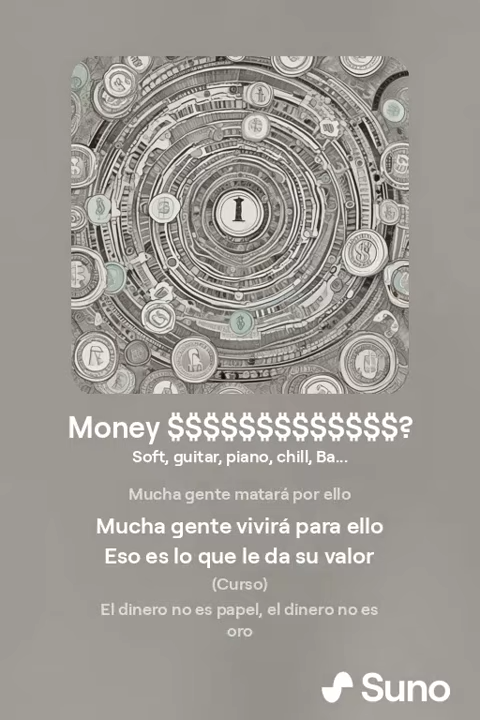 Money $$$$$$$$$$$$$?
Soft, guitar, piano, chill, Ba...
Mucha gente matará por ello
Mucha gente vivirá para ello
Eso es lo que le da su valor
(Curso)
El dinero no es papel, el dinero no es
oro
Suno